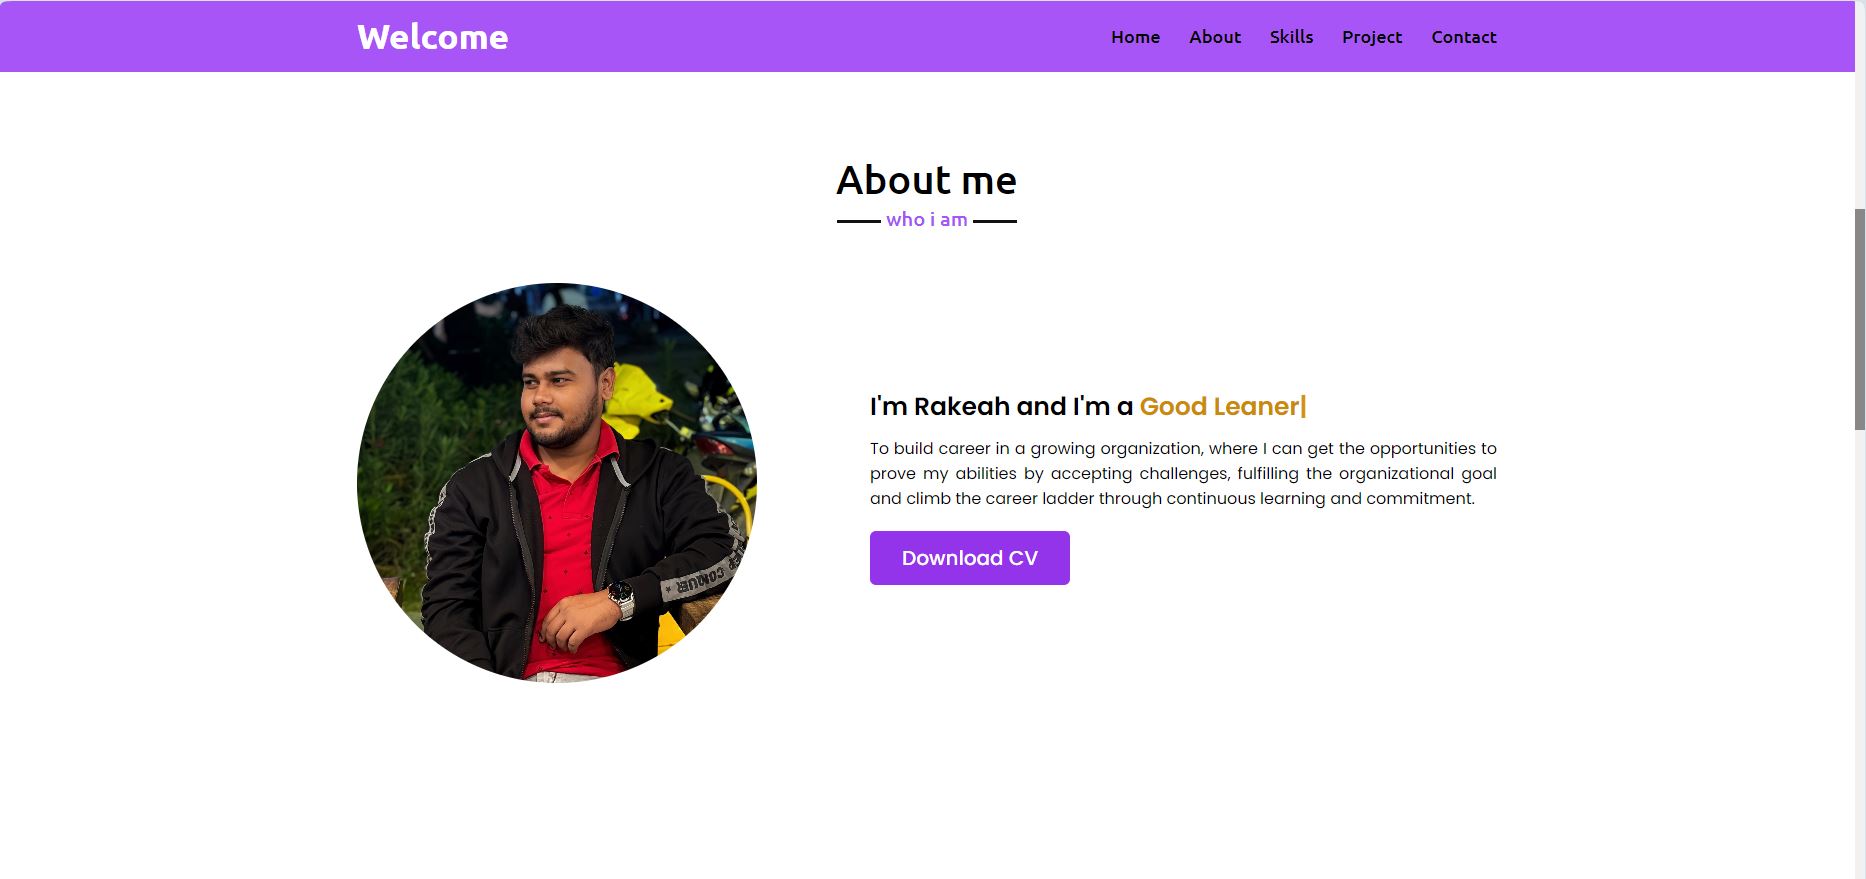 Welcome
Home About Skills Project Contact
About me
who i am
I'm Rakeah and I'm a Good Leaner|
To build career in a growing organization, where I can get the opportunities to
prove my abilities by accepting challenges, fulfilling the organizational goal
and climb the career ladder through continuous learning and commitment.
Download CV